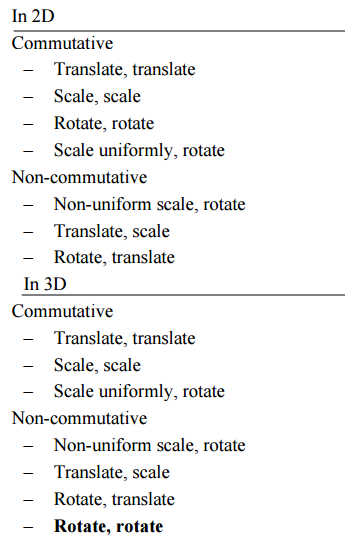 In 2D
Commutative
– Translate, translate
– Scale, scale
– Rotate, rotate
– Scale uniformly, rotate
Non-commutative
– Non-uniform scale, rotate
– Translate, scale
– Rotate, translate
In 3D
Commutative
– Translate, translate
– Scale, scale
– Scale uniformly, rotate
Non-commutative
– Non-uniform scale, rotate
– Translate, scale
– Rotate, translate
– Rotate, rotate